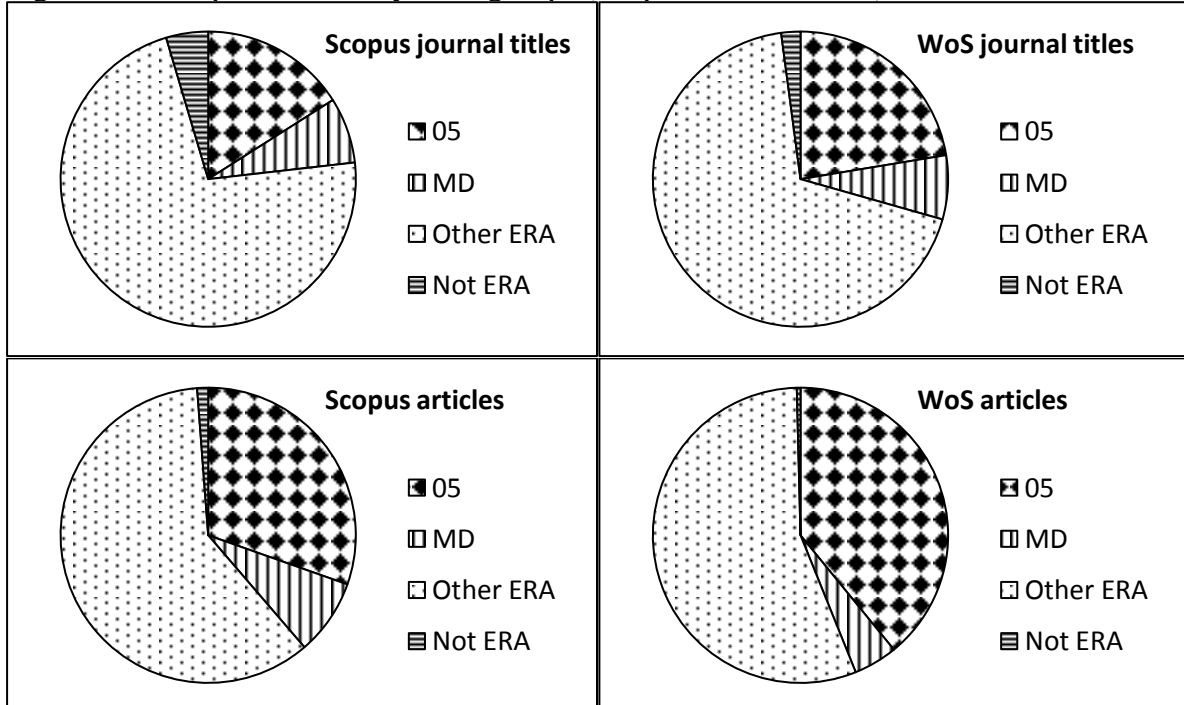 Scopus journal titles
05
MD
Other ERA
Not ERA
WoS journal titles
05
MD
Other ERA
Not ERA
Scopus articles
05
MD
Other ERA
Not ERA
WoS articles
05
MD
Other ERA
Not ERA